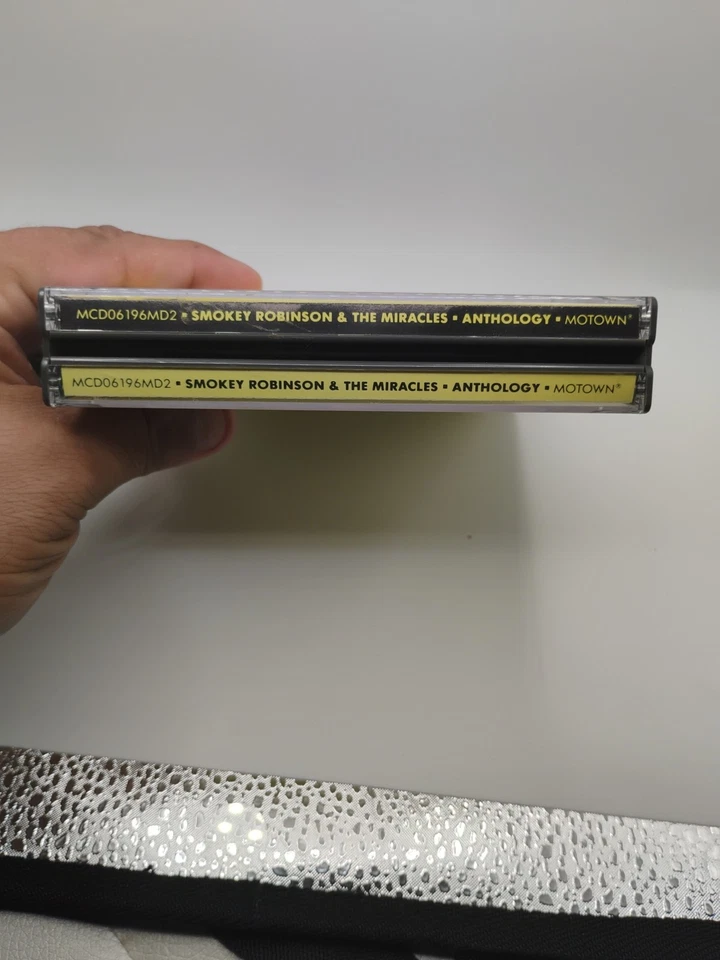 MCD06196MD2 ▪ SMOKEY ROBINSON & THE MIRACLES ▪ ANTHOLOGY ▪ MOTOWN®
MCD06196MD2 ▪ SMOKEY ROBINSON & THE MIRACLES ▪ ANTHOLOGY ▪ MOTOWN®